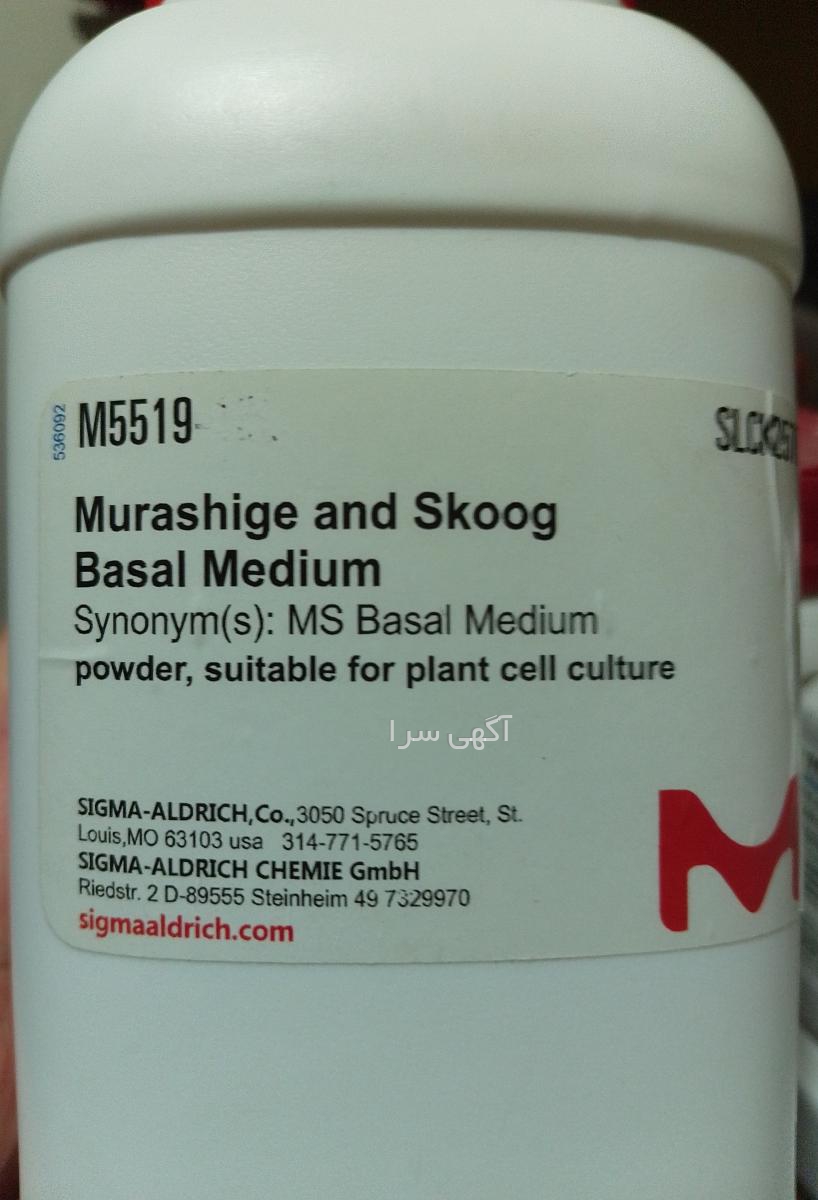 536092
M5519
Murashige and Skoog
Basal Medium
Synonym(s): MS Basal Medium
powder, suitable for plant cell culture
آگهی سرا
SIGMA-ALDRICH,Co.,3050 Spruce Street, St.
Louis,MO 63103 usa 314-771-5765
SIGMA-ALDRICH CHEMIE GmbH
Riedstr. 2 D-89555 Steinheim 49 7329970
sigmaaldrich.com